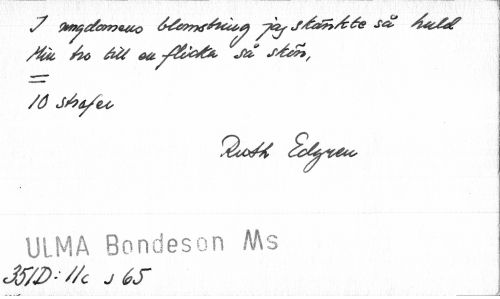 I ungdomens blomstring jag skänkte så huld
Min tro till en flicka så skön,
=
10 strofer
Ruth Edgren
ULMA Bondeson Ms
351D:11c s 65